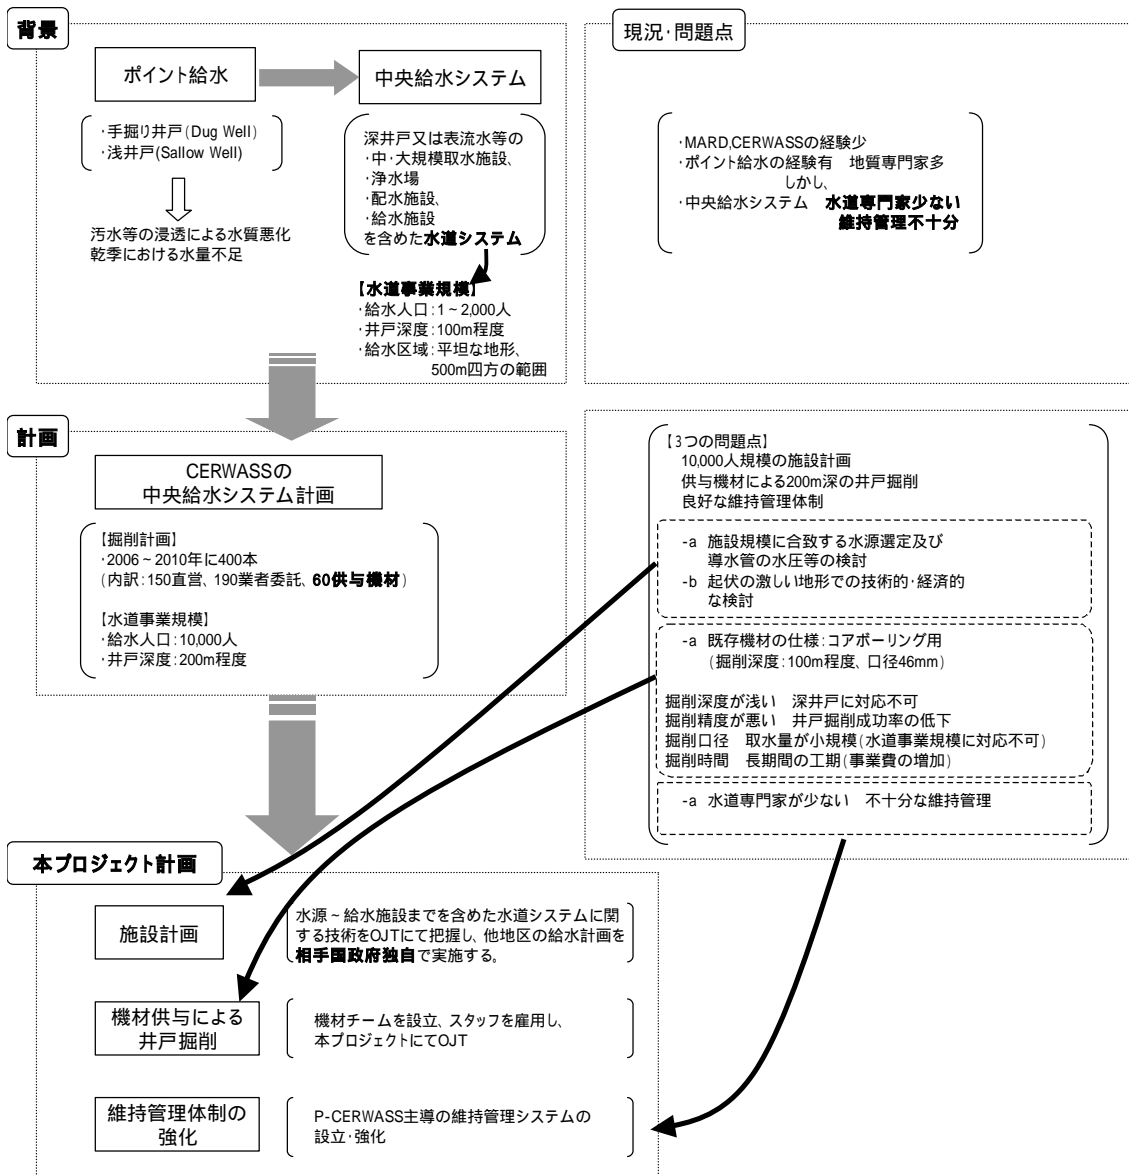 背景
ポイント給水
中央給水システム
・手掘り井戸(Dug Well)
・浅井戸(Sallow Well)
汚水等の浸透による水質悪化
乾季における水量不足
深井戸又は表流水等の
・中・大規模取水施設、
・浄水場
・配水施設、
・給水施設
を含めた水道システム
【水道事業規模】
・給水人口：1～2,000人
・井戸深度：100m程度
・給水区域：平坦な地形、
500m四方の範囲
現況・問題点
・MARD,CERWASSの経験少
・ポイント給水の経験有 地質専門家多
しかし、
・中央給水システム 水道専門家少ない
維持管理不十分
計画
CERWASSの
中央給水システム計画
【掘削計画】
・2006～2010年に400本
(内訳：150直営、190業者委託、60供与機材)
【水道事業規模】
・給水人口：10,000人
・井戸深度：200m程度
【3つの問題点】
10,000人規模の施設計画
供与機材による200m深の井戸掘削
良好な維持管理体制
-a 施設規模に合致する水源選定及び
導水管の水圧等の検討
-b 起伏の激しい地形での技術的・経済的
な検討
-a 既存機材の仕様：コアボーリング用
(掘削深度：100m程度、口径46mm)
掘削深度が浅い 深井戸に対応不可
掘削精度が悪い 井戸掘削成功率の低下
掘削口径 取水量が小規模(水道事業規模に対応不可)
掘削時間 長期間の工期(事業費の増加)
-a 水道専門家が少ない 不十分な維持管理
本プロジェクト計画
施設計画
水源～給水施設までを含めた水道システムに関
する技術をOJTにて把握し、他地区の給水計画を
相手国政府独自で実施する。
機材供与による
井戸掘削
機材チームを設立、スタッフを雇用し、
本プロジェクトにてOJT
維持管理体制の
強化
P-CERWASS主導の維持管理システムの
設立・強化